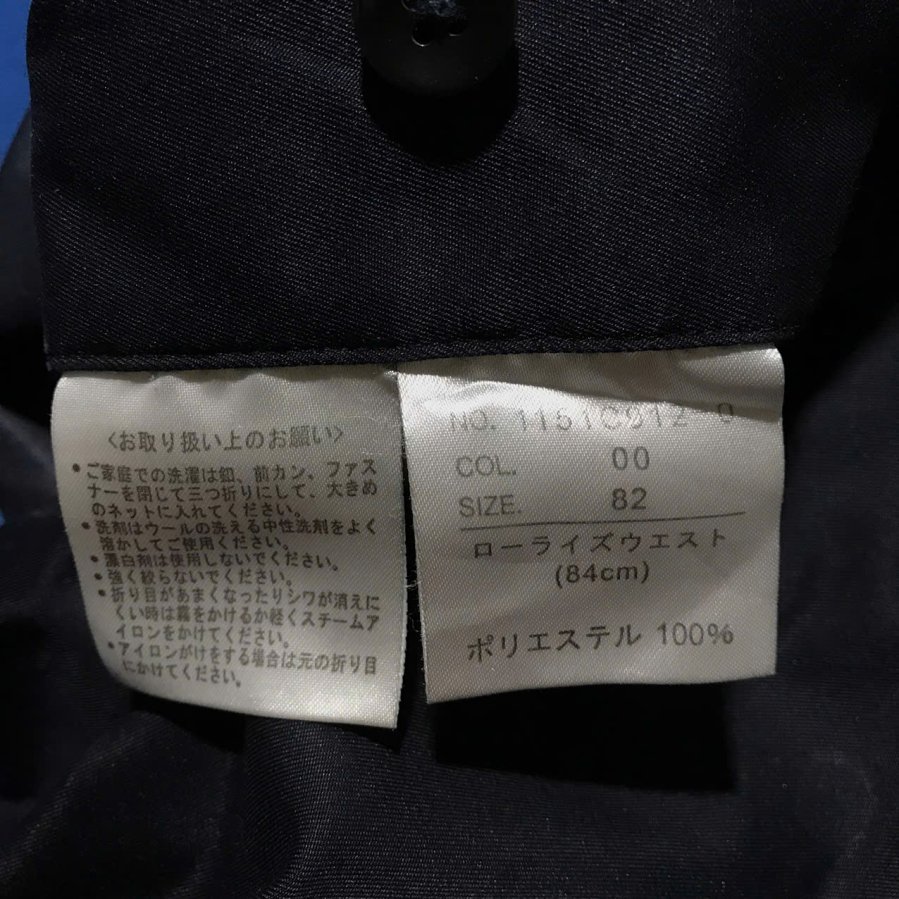 〈お取り扱い上のお願い〉
・ご家庭での洗濯は釦、前カン、ファス
ナーを閉じて三つ折りにして、大きめ
のネットに入れてください。
・洗剤はウールの洗える中性洗剤をよく
溶かしてご使用ください。
・漂白剤は使用しないでください。
・強く絞らないでください。
・折り目があまくなったりシワが消えに
くい時は霧をかけるか軽くスチームア
イロンをかけてください。
・アイロンがけをする場合は元の折り目
にかけてください。
NO. 1151C012-0
COL. 00
SIZE. 82
ローライズウエスト
(84cm)
ポリエステル 100%